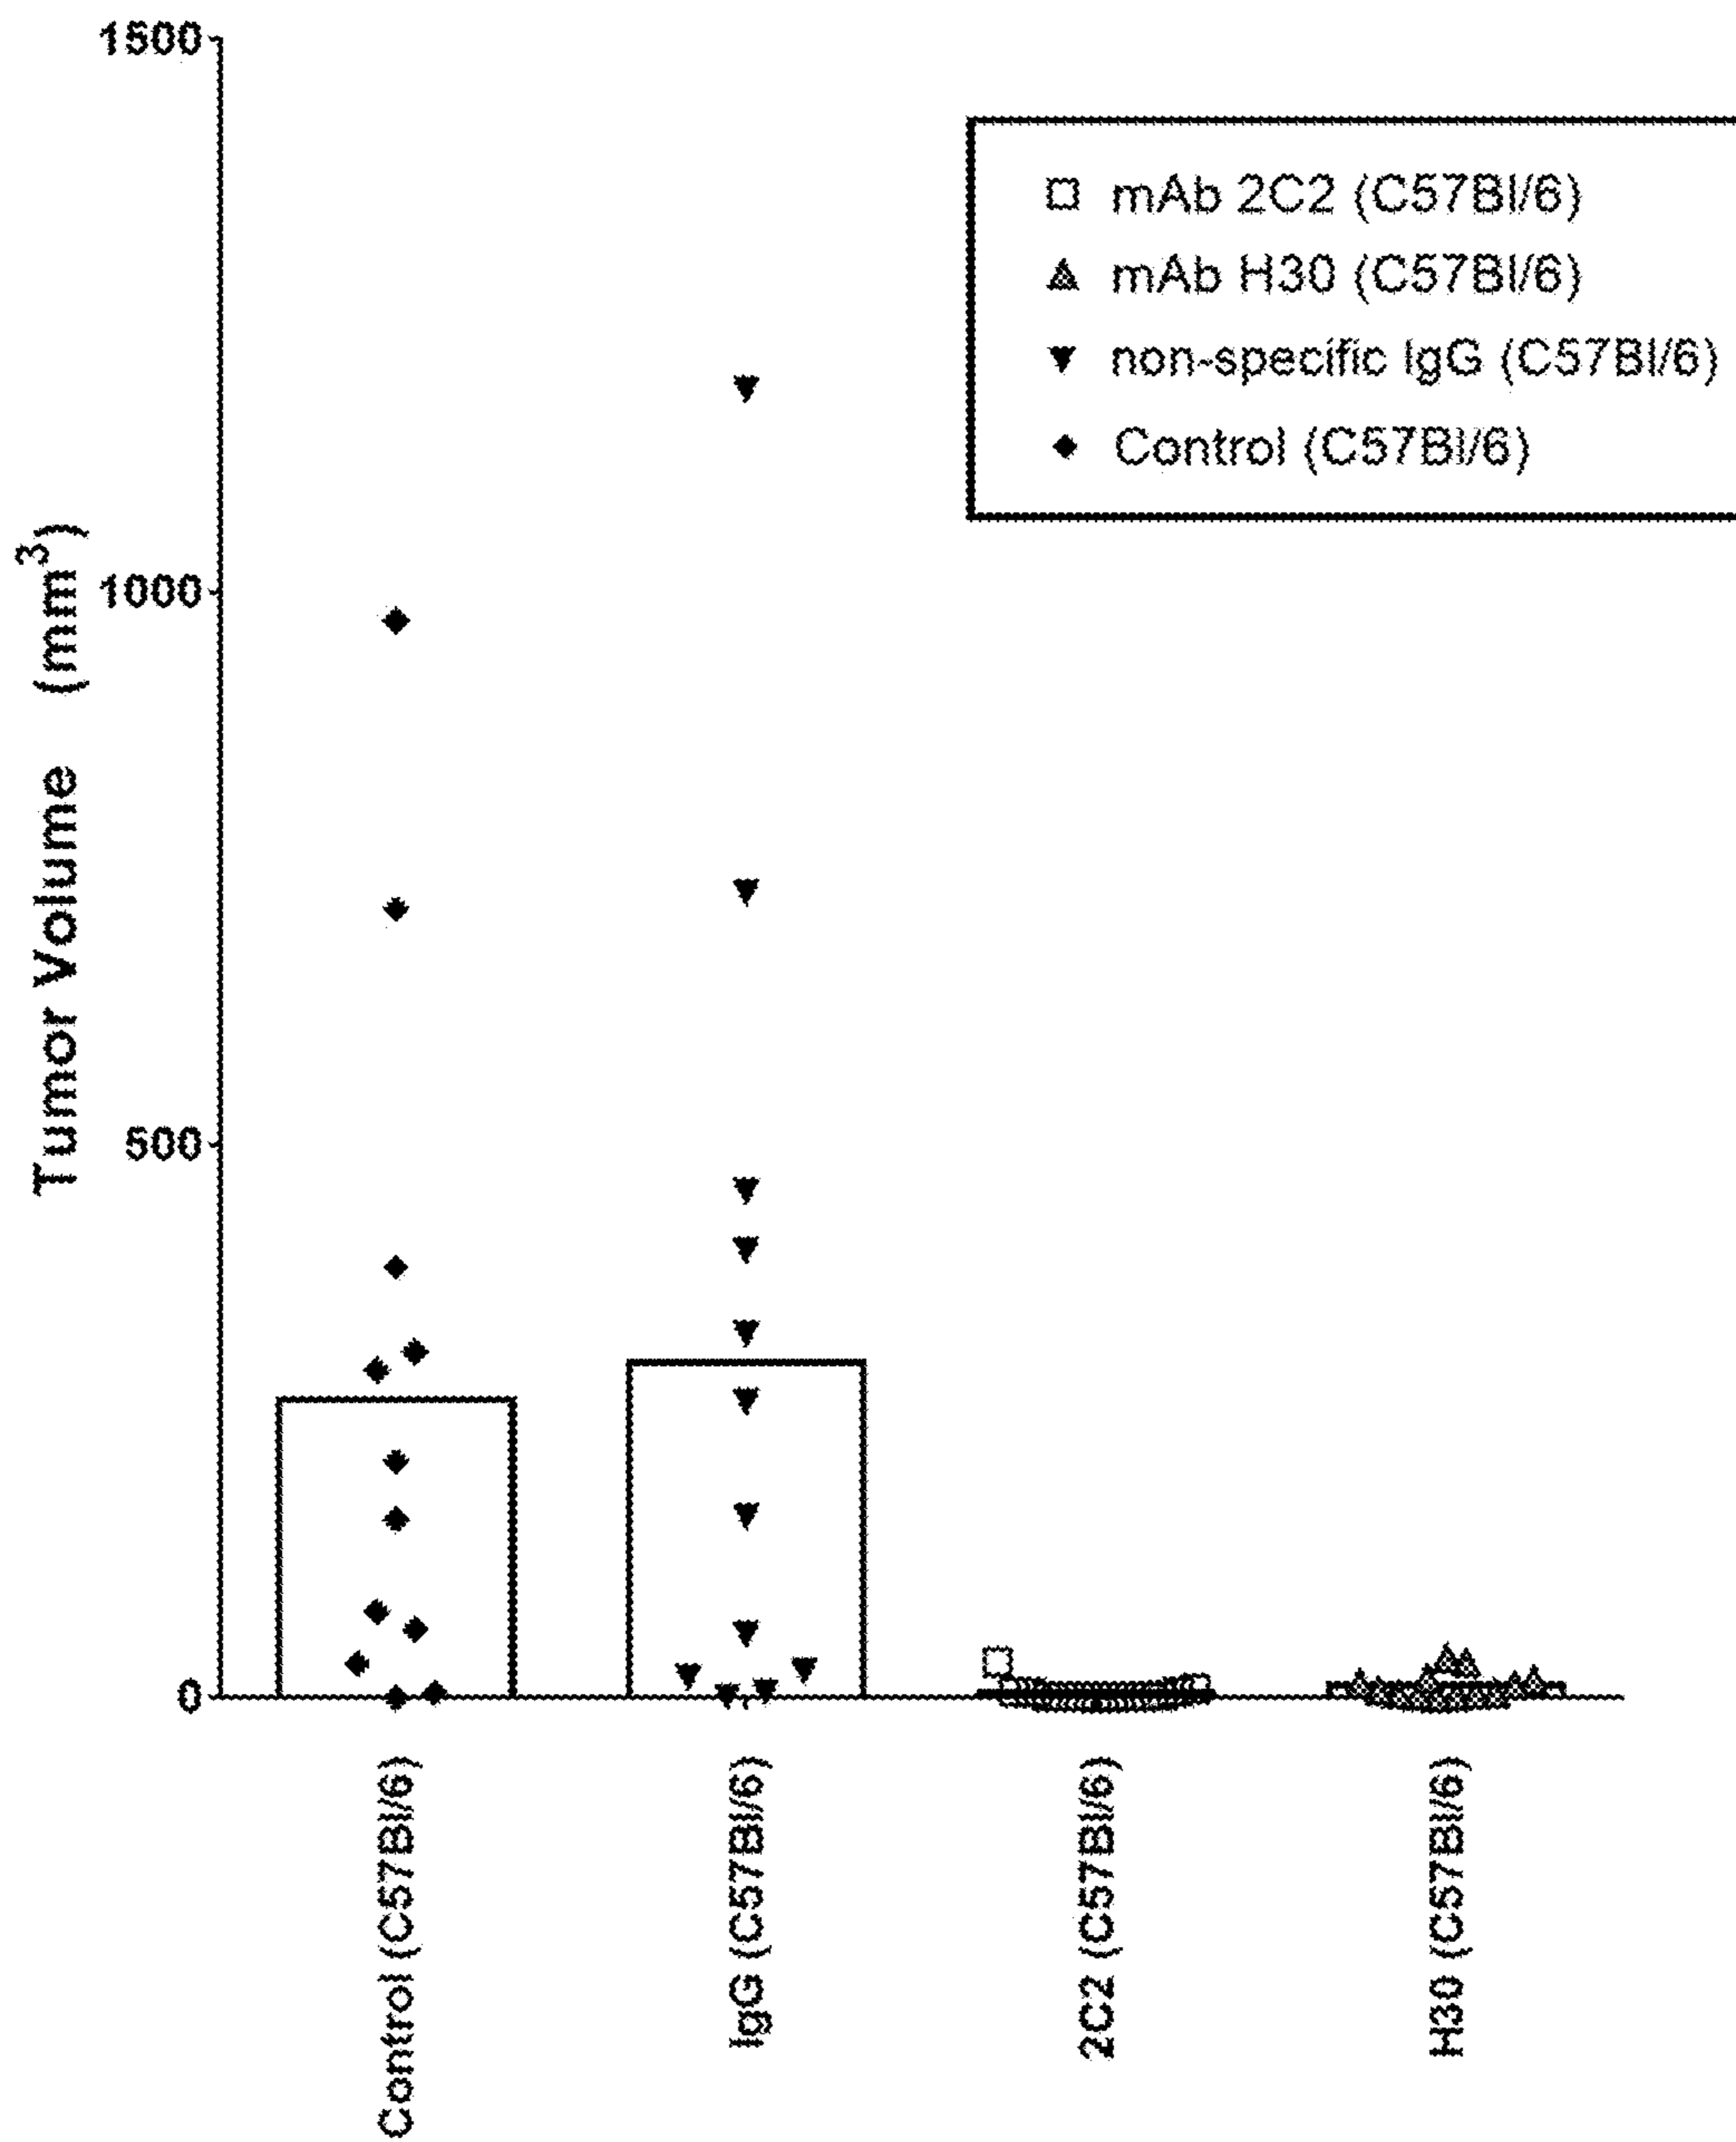 1500
1000
500
0
Tumor Volume (mm³)
mAb 2C2 (C57Bl/6)
mAb H30 (C57Bl/6)
non-specific IgG (C57Bl/6)
Control (C57Bl/6)
Control (C57Bl/6)
IgG (C57Bl/6)
2C2 (C57Bl/6)
H30 (C57Bl/6)